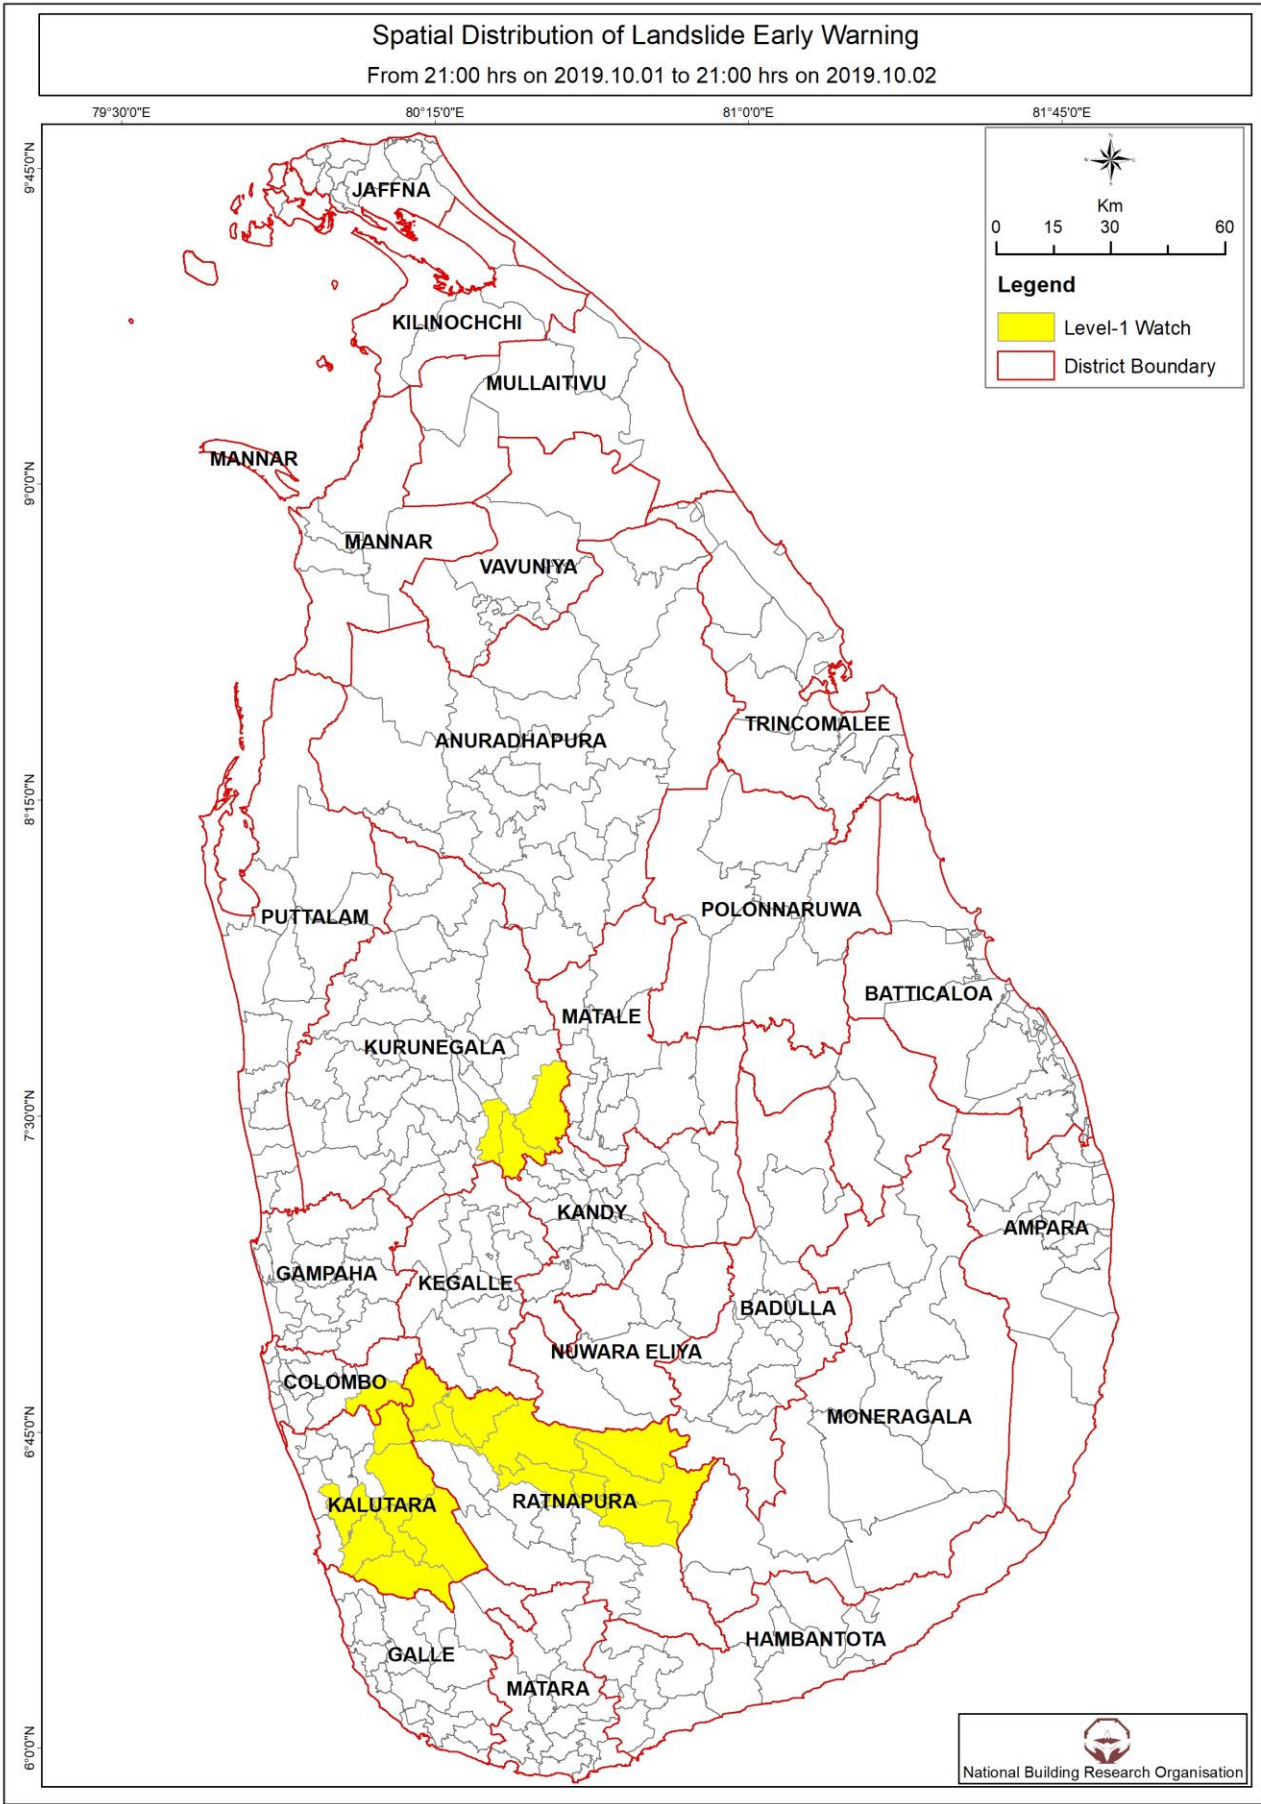 Spatial Distribution of Landslide Early Warning
From 21:00 hrs on 2019.10.01 to 21:00 hrs on 2019.10.02
79°30'0"E 80°15'0"E 81°0'0"E 81°45'0"E
9°45'0"N
9°0'0"N
8°15'0"N
7°30'0"N
6°45'0"N
6°0'0"N
N
W E
S
Km
0 15 30 60
Legend
Level-1 Watch
District Boundary
JAFFNA
KILINOCHCHI
MULLAITIVU
MANNAR
MANNAR
VAVUNIYA
TRINCOMALEE
ANURADHAPURA
POLONNARUWA
PUTTALAM
BATTICALOA
MATALE
KURUNEGALA
KANDY
AMPARA
GAMPAHA
KEGALLE
BADULLA
NUWARA ELIYA
COLOMBO
MONERAGALA
RATNAPURA
KALUTARA
HAMBANTOTA
GALLE
MATARA
National Building Research Organisation